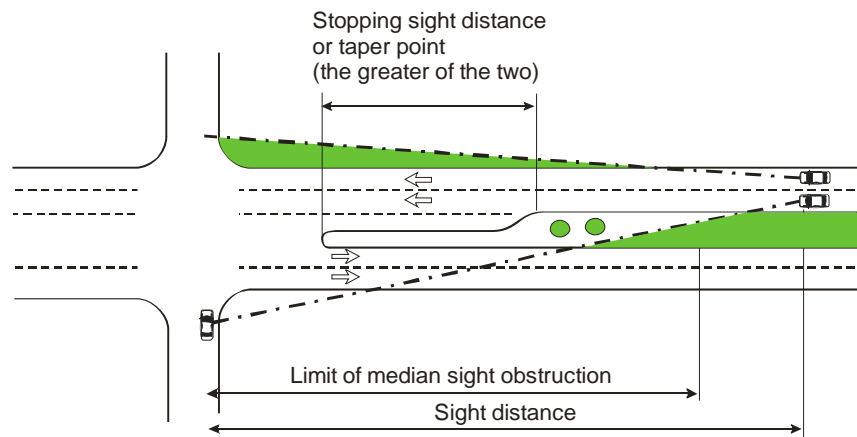 Stopping sight distance
or taper point
(the greater of the two)
Limit of median sight obstruction
Sight distance